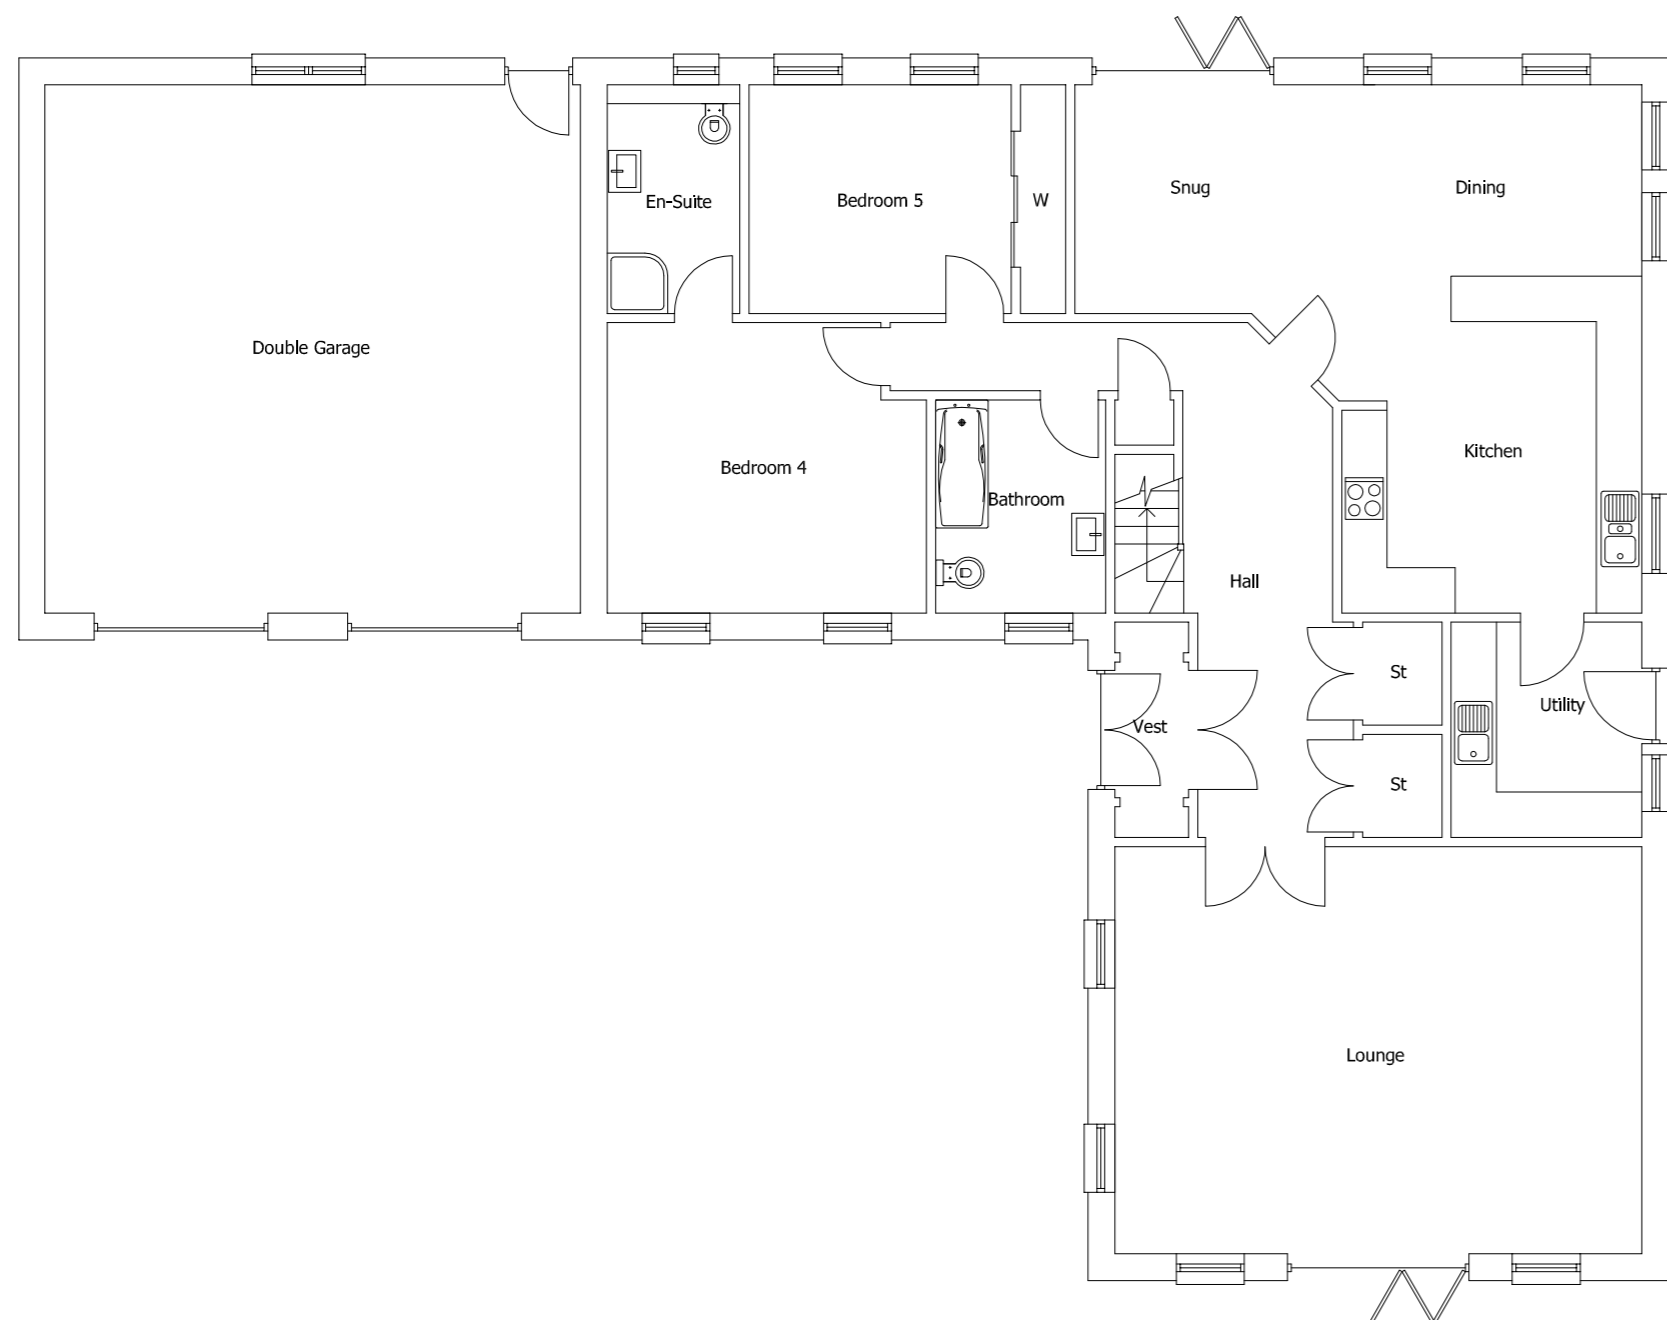 Snug
Dining
En-Suite
Bedroom 5
W
Double Garage
Bedroom 4
Kitchen
Bathroom
Hall
St
Utility
Vest
St
Lounge